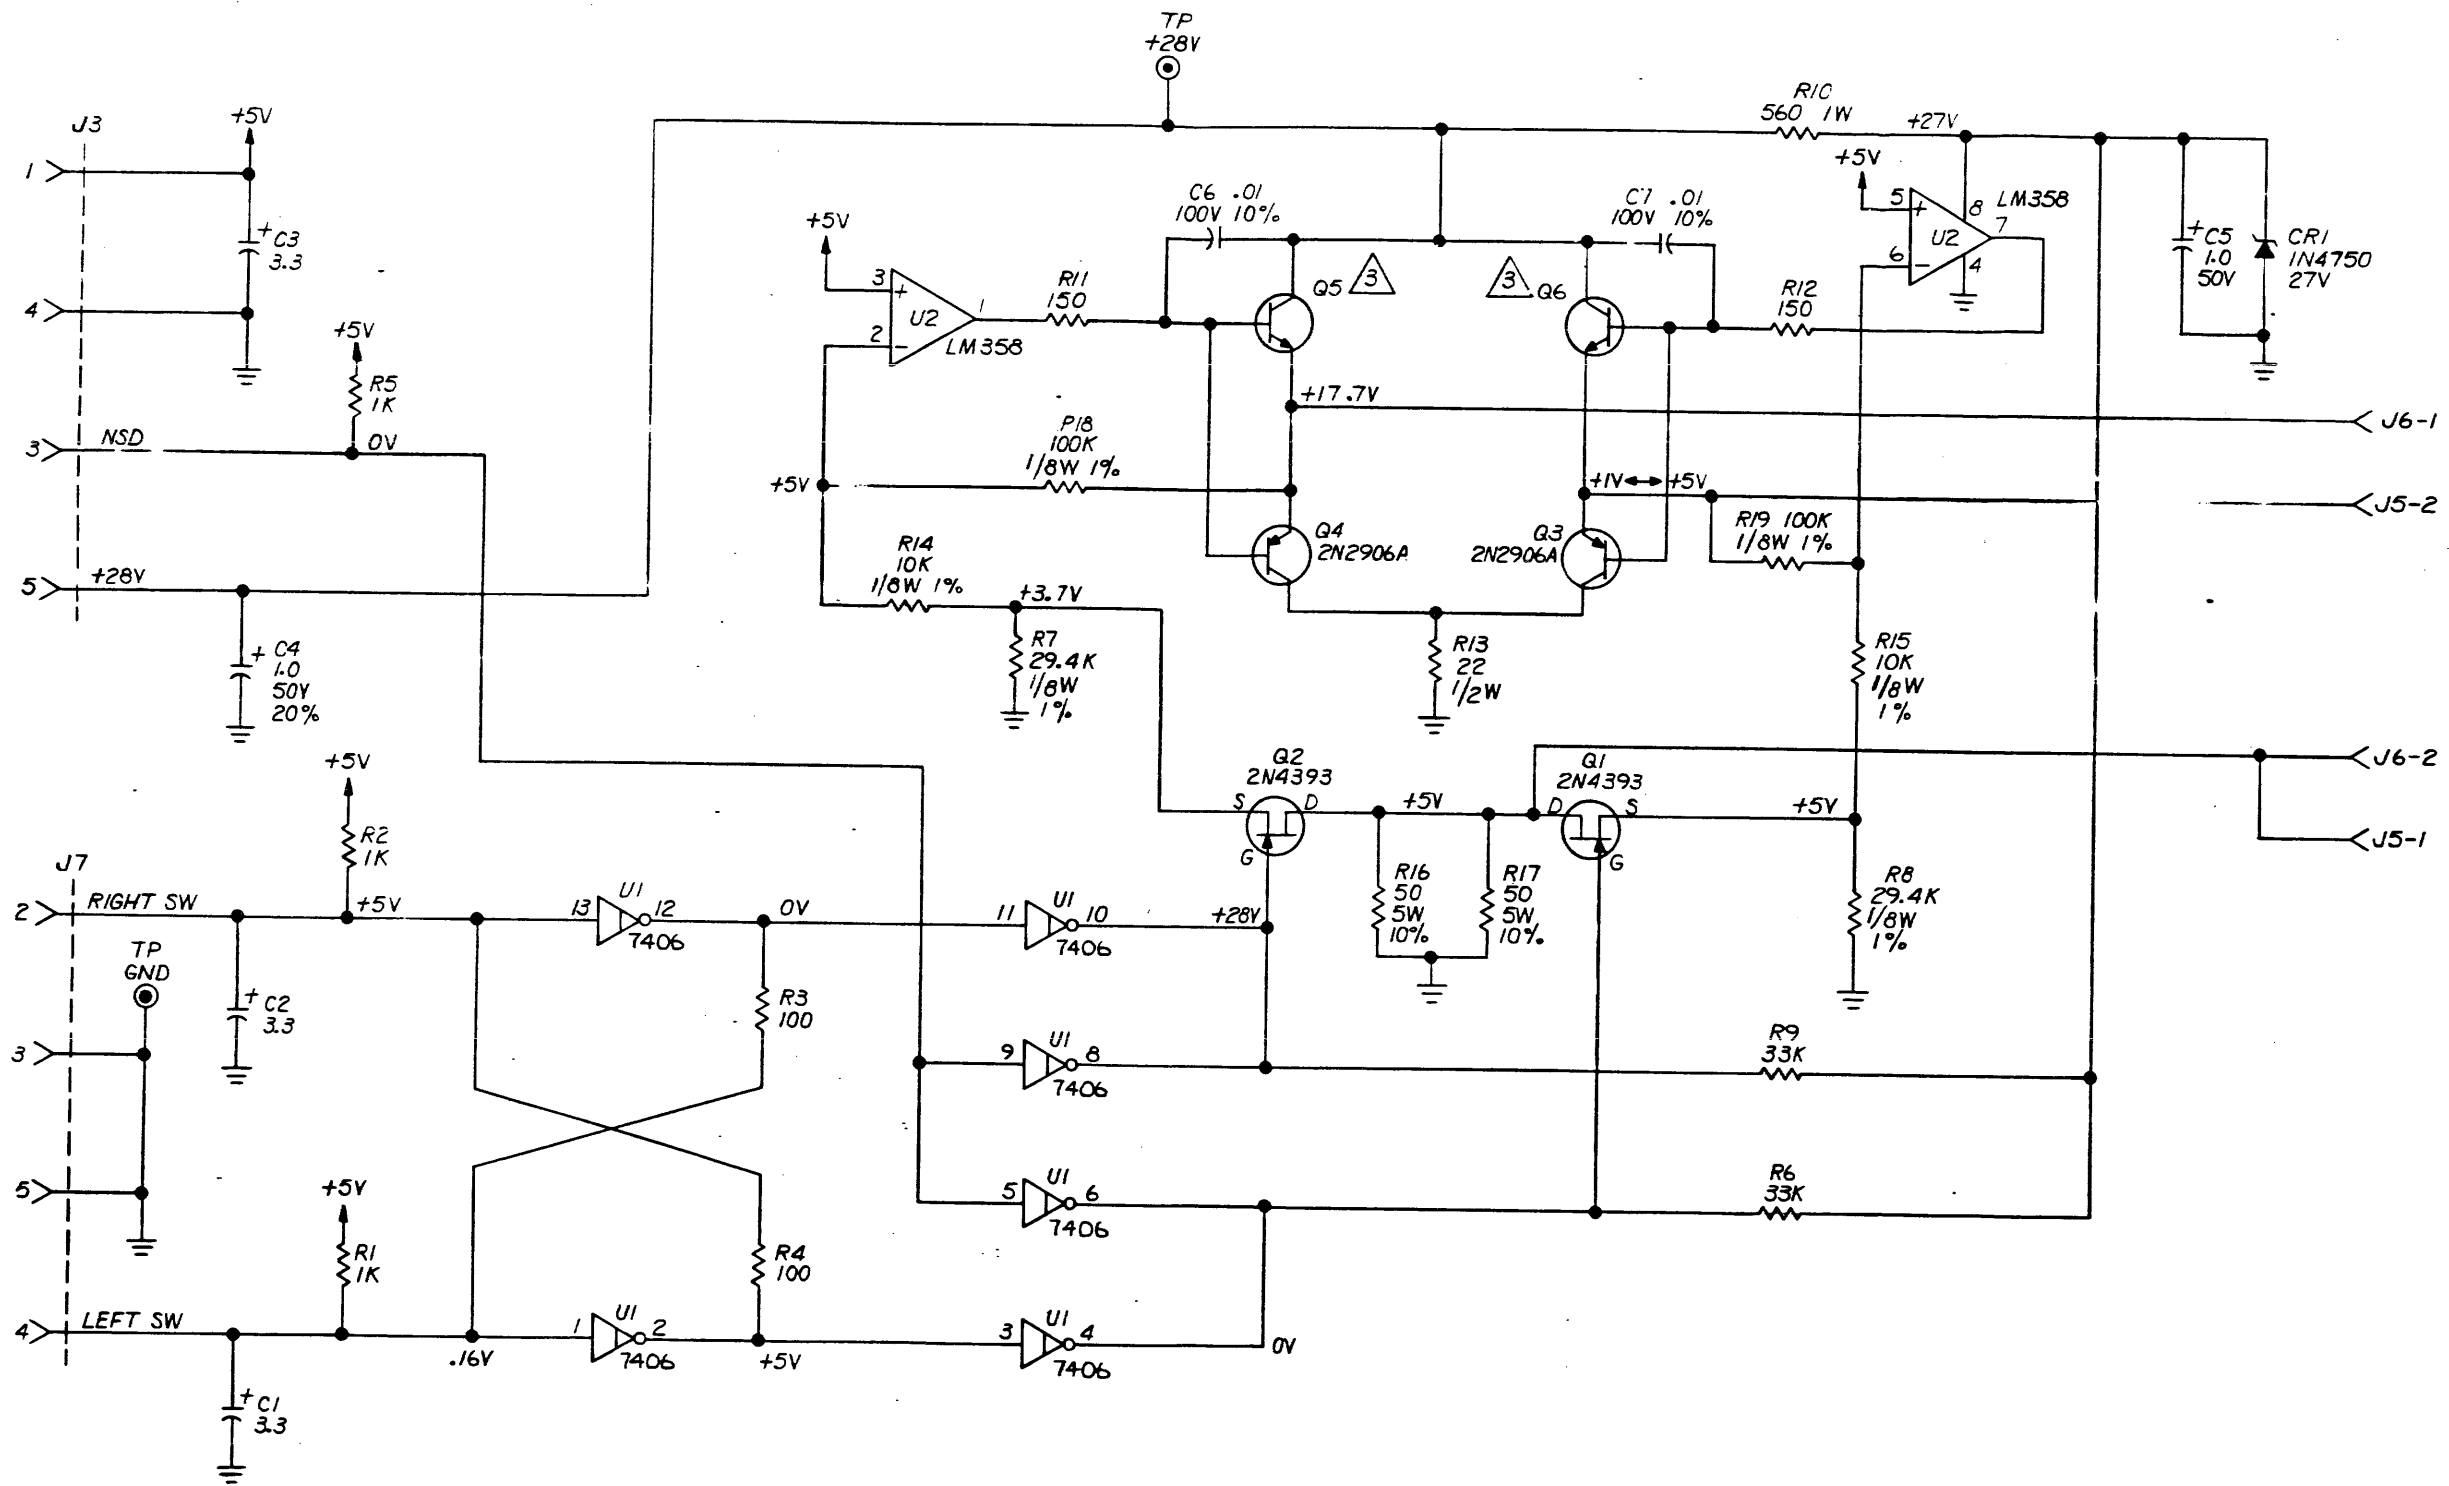 TP
+28V
R10
560 1W
+27V
J3
+5V
1
+
C3
3.3
4
+5V
R5
1K
3
NSD
0V
5
+28V
+
C4
1.0
50V
20%
+5V
3
+
2
-
U2
1
LM358
R11
150
C6 .01
100V 10%
Q5
3
3
Q6
C7 .01
100V 10%
R12
150
+5V
5
+
6
-
U2
8
7
4
LM358
+
C5
1.0
50V
CR1
1N4750
27V
+17.7V
J6-1
R18
100K
1/8W 1%
+5V
+1V
+5V
J5-2
R19 100K
1/8W 1%
Q4
2N2906A
Q3
2N2906A
R14
10K
1/8W 1%
+3.7V
R7
29.4K
1/8W
1%
R13
22
1/2W
R15
10K
1/8W
1%
J6-2
J5-1
Q2
2N4393
S
D
G
+5V
Q1
2N4393
D
S
G
+5V
R16
50
5W
10%
R17
50
5W
10%
R8
29.4K
1/8W
1%
+5V
R2
1K
J7
2
RIGHT SW
+5V
13
U1
12
7406
0V
11
U1
10
7406
+28V
TP
GND
+
C2
3.3
R3
100
3
9
U1
8
7406
R9
33K
5
5
U1
6
7406
R6
33K
+5V
R1
1K
R4
100
4
LEFT SW
.16V
1
U1
2
7406
+5V
3
U1
4
7406
0V
+
C1
3.3